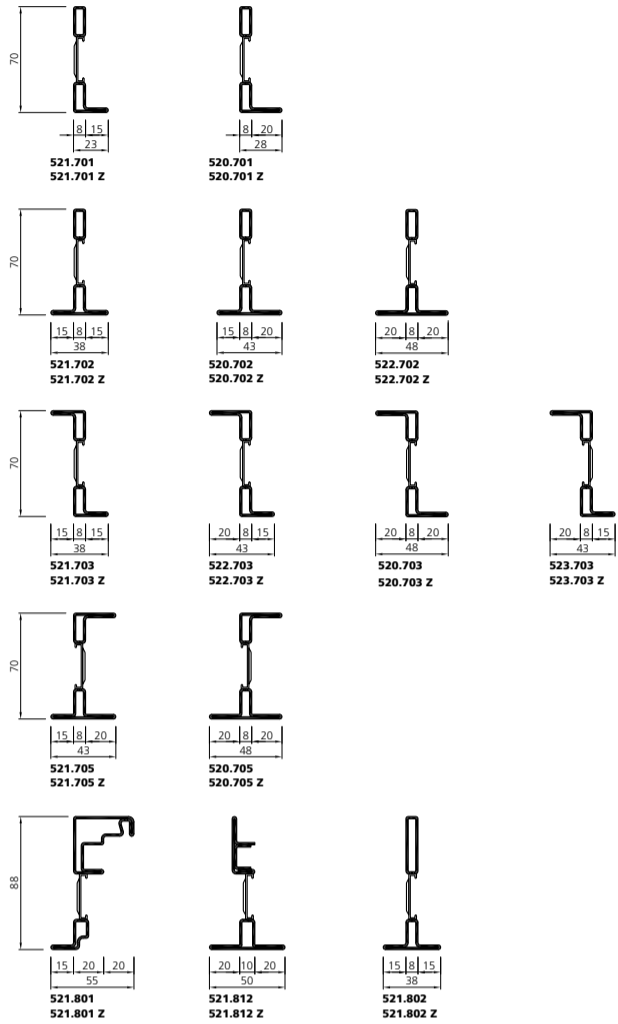 70
8 15
23
521.701
521.701 Z
8 20
28
520.701
520.701 Z
70
15 8 15
38
521.702
521.702 Z
15 8 20
43
520.702
520.702 Z
20 8 20
48
522.702
522.702 Z
70
15 8 15
38
521.703
521.703 Z
20 8 15
43
522.703
522.703 Z
20 8 20
48
520.703
520.703 Z
20 8 15
43
523.703
523.703 Z
70
15 8 20
43
521.705
521.705 Z
20 8 20
48
520.705
520.705 Z
88
15 20 20
55
521.801
521.801 Z
20 10 20
50
521.812
521.812 Z
15 8 15
38
521.802
521.802 Z